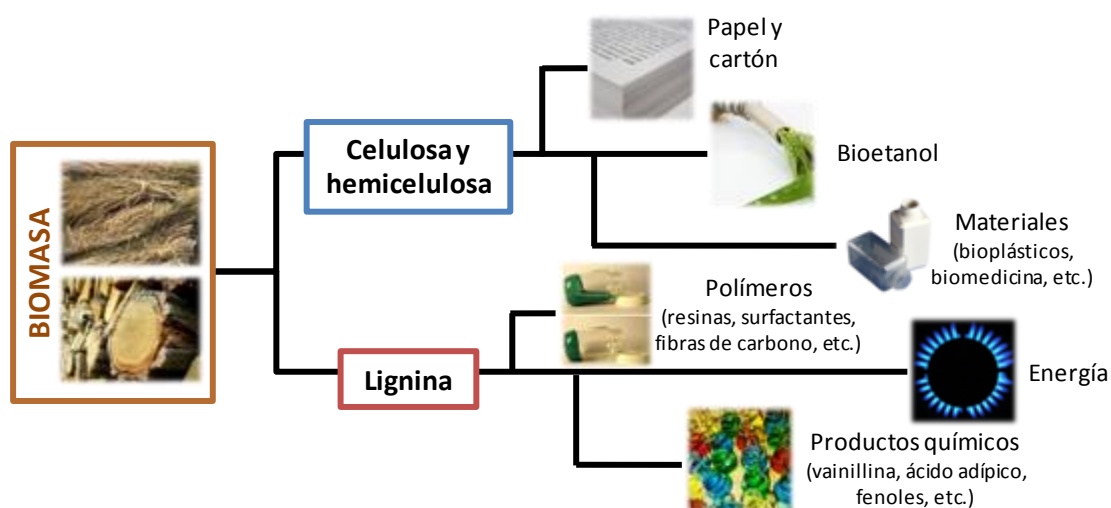 BIOMASA
Celulosa y
hemicelulosa
Papel y
cartón
Bioetanol
Materiales
(bioplásticos,
biomedicina, etc.)
Lignina
Polímeros
(resinas, surfactantes,
fibras de carbono, etc.)
Energía
Productos químicos
(vainillina, ácido adípico,
fenoles, etc.)